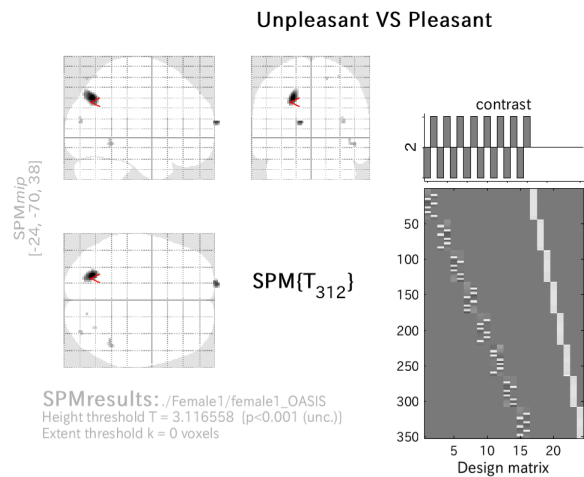 Unpleasant VS Pleasant
SPMmip
[-24, -70, 38]
SPM{T312}
contrast
2
50
100
150
200
250
300
350
5 10 15 20
Design matrix
SPMresults: ./Female1/female1_OASIS
Height threshold T = 3.116558 (p<0.001 (unc.))
Extent threshold k = 0 voxels